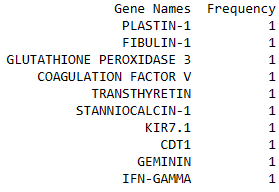 Gene Names Frequency
PLASTIN-1 1
FIBULIN-1 1
GLUTATHIONE PEROXIDASE 3 1
COAGULATION FACTOR V 1
TRANSTHYRETIN 1
STANNIOCALCIN-1 1
KIR7.1 1
CDT1 1
GEMININ 1
IFN-GAMMA 1